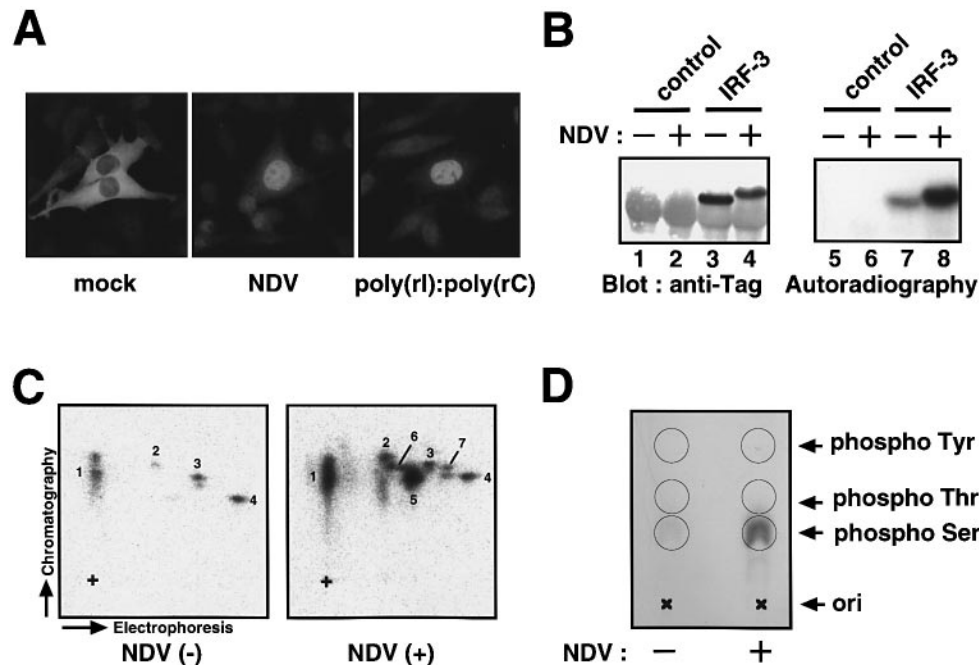 A
mock
NDV
poly(rI):poly(rC)
B
control
IRF-3
control
IRF-3
NDV : − + − +
− + − +
1 2 3 4
5 6 7 8
Blot : anti-Tag
Autoradiography
C
Chromatography
1
2
3
4
+
1
2
6
3
7
5
4
+
Electrophoresis
NDV (-)
NDV (+)
D
phospho Tyr
phospho Thr
phospho Ser
ori
NDV : − +